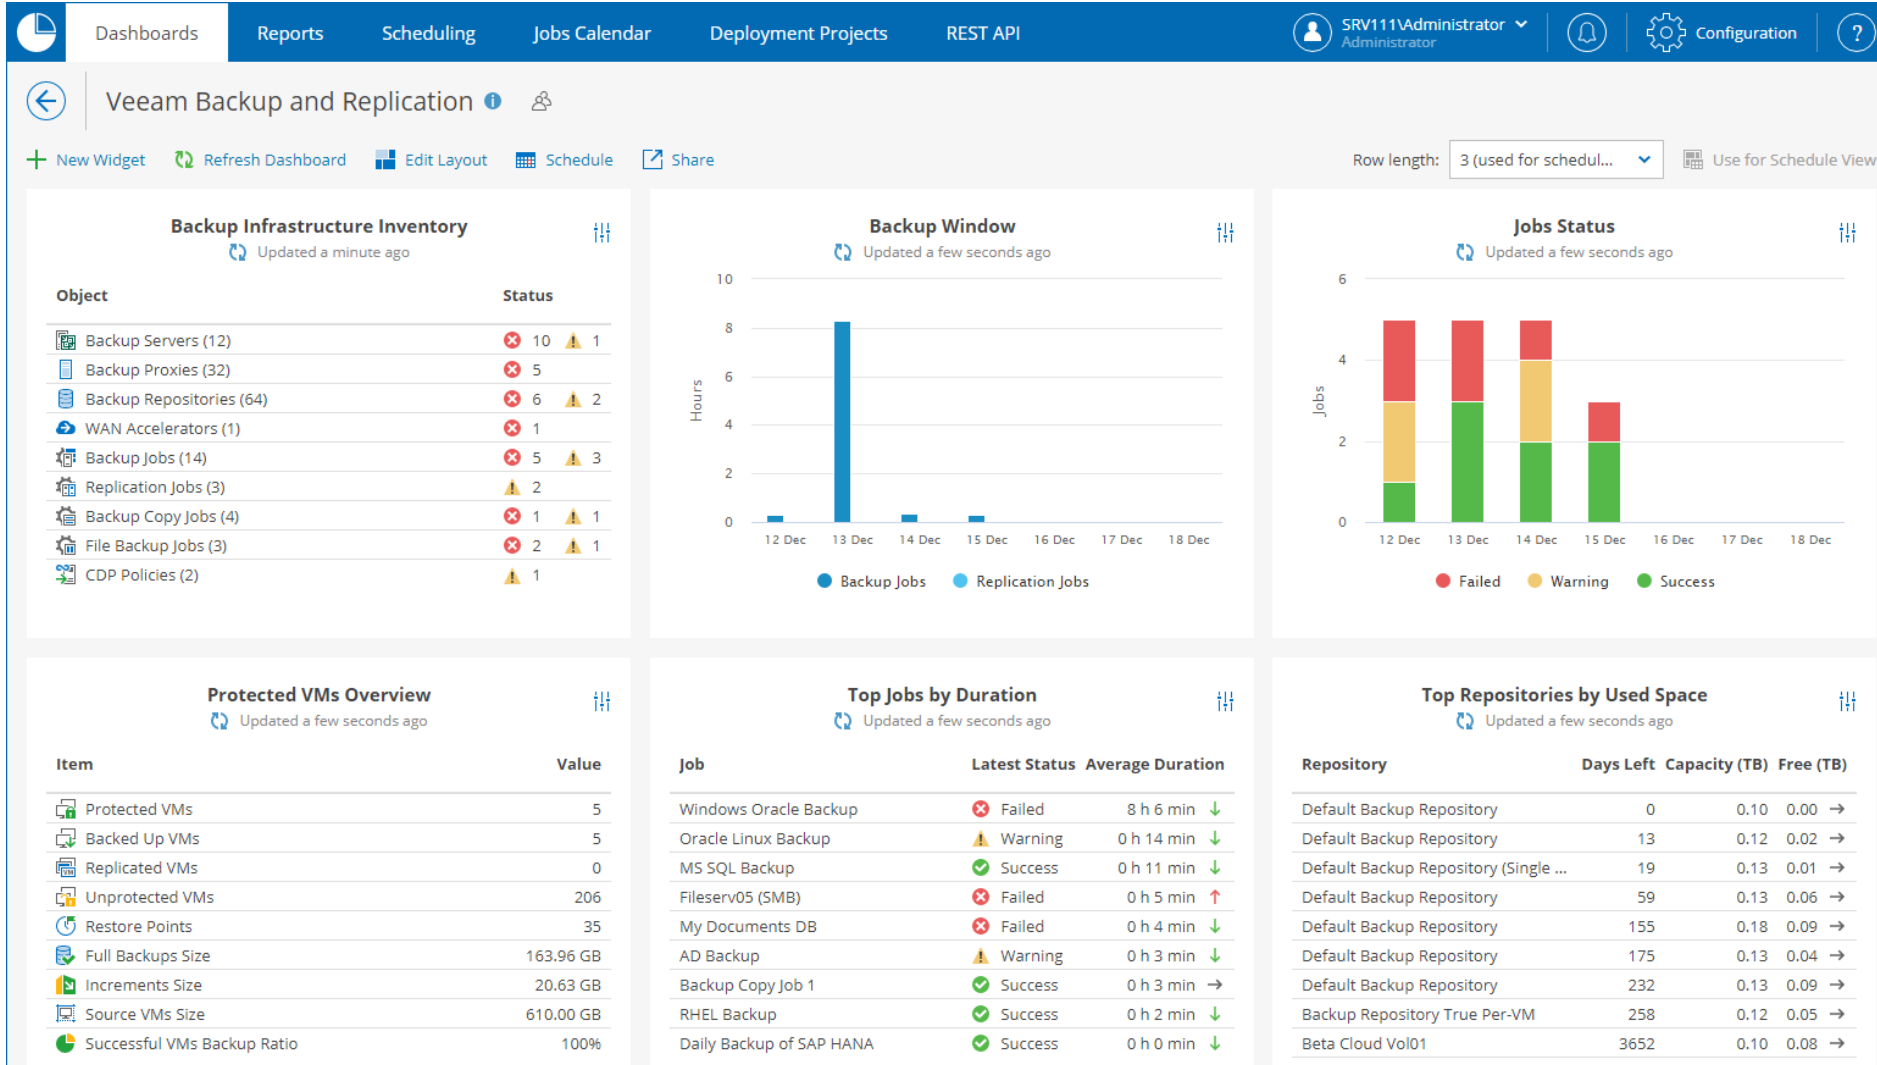 Dashboards Reports Scheduling Jobs Calendar Deployment Projects REST API SRV111\Administrator Configuration ?
Administrator
Veeam Backup and Replication i
New Widget Refresh Dashboard Edit Layout Schedule Share Row length: 3 (used for schedul... Use for Schedule View
Backup Infrastructure Inventory
Updated a minute ago
Object Status
Backup Servers (12) 10 1
Backup Proxies (32) 5
Backup Repositories (64) 6 2
WAN Accelerators (1) 1
Backup Jobs (14) 5 3
Replication Jobs (3) 2
Backup Copy Jobs (4) 1 1
File Backup Jobs (3) 2 1
CDP Policies (2) 1
Backup Window
Updated a few seconds ago
Hours
10
8
6
4
2
0
12 Dec 13 Dec 14 Dec 15 Dec 16 Dec 17 Dec 18 Dec
Backup Jobs Replication Jobs
Jobs Status
Updated a few seconds ago
Jobs
6
4
2
0
12 Dec 13 Dec 14 Dec 15 Dec 16 Dec 17 Dec 18 Dec
Failed Warning Success
Protected VMs Overview
Updated a few seconds ago
Item Value
Protected VMs 5
Backed Up VMs 5
Replicated VMs 0
Unprotected VMs 206
Restore Points 35
Full Backups Size 163.96 GB
Increments Size 20.63 GB
Source VMs Size 610.00 GB
Successful VMs Backup Ratio 100%
Top Jobs by Duration
Updated a few seconds ago
Job Latest Status Average Duration
Windows Oracle Backup Failed 8 h 6 min ↓
Oracle Linux Backup Warning 0 h 14 min ↓
MS SQL Backup Success 0 h 11 min ↓
Fileserv05 (SMB) Failed 0 h 5 min ↑
My Documents DB Failed 0 h 4 min ↓
AD Backup Warning 0 h 3 min ↓
Backup Copy Job 1 Success 0 h 3 min →
RHEL Backup Success 0 h 2 min ↓
Daily Backup of SAP HANA Success 0 h 0 min ↓
Top Repositories by Used Space
Updated a few seconds ago
Repository Days Left Capacity (TB) Free (TB)
Default Backup Repository 0 0.10 0.00 →
Default Backup Repository 13 0.12 0.02 →
Default Backup Repository (Single ... 19 0.13 0.01 →
Default Backup Repository 59 0.13 0.06 →
Default Backup Repository 155 0.18 0.09 →
Default Backup Repository 175 0.13 0.04 →
Default Backup Repository 232 0.13 0.09 →
Backup Repository True Per-VM 258 0.12 0.05 →
Beta Cloud Vol01 3652 0.10 0.08 →